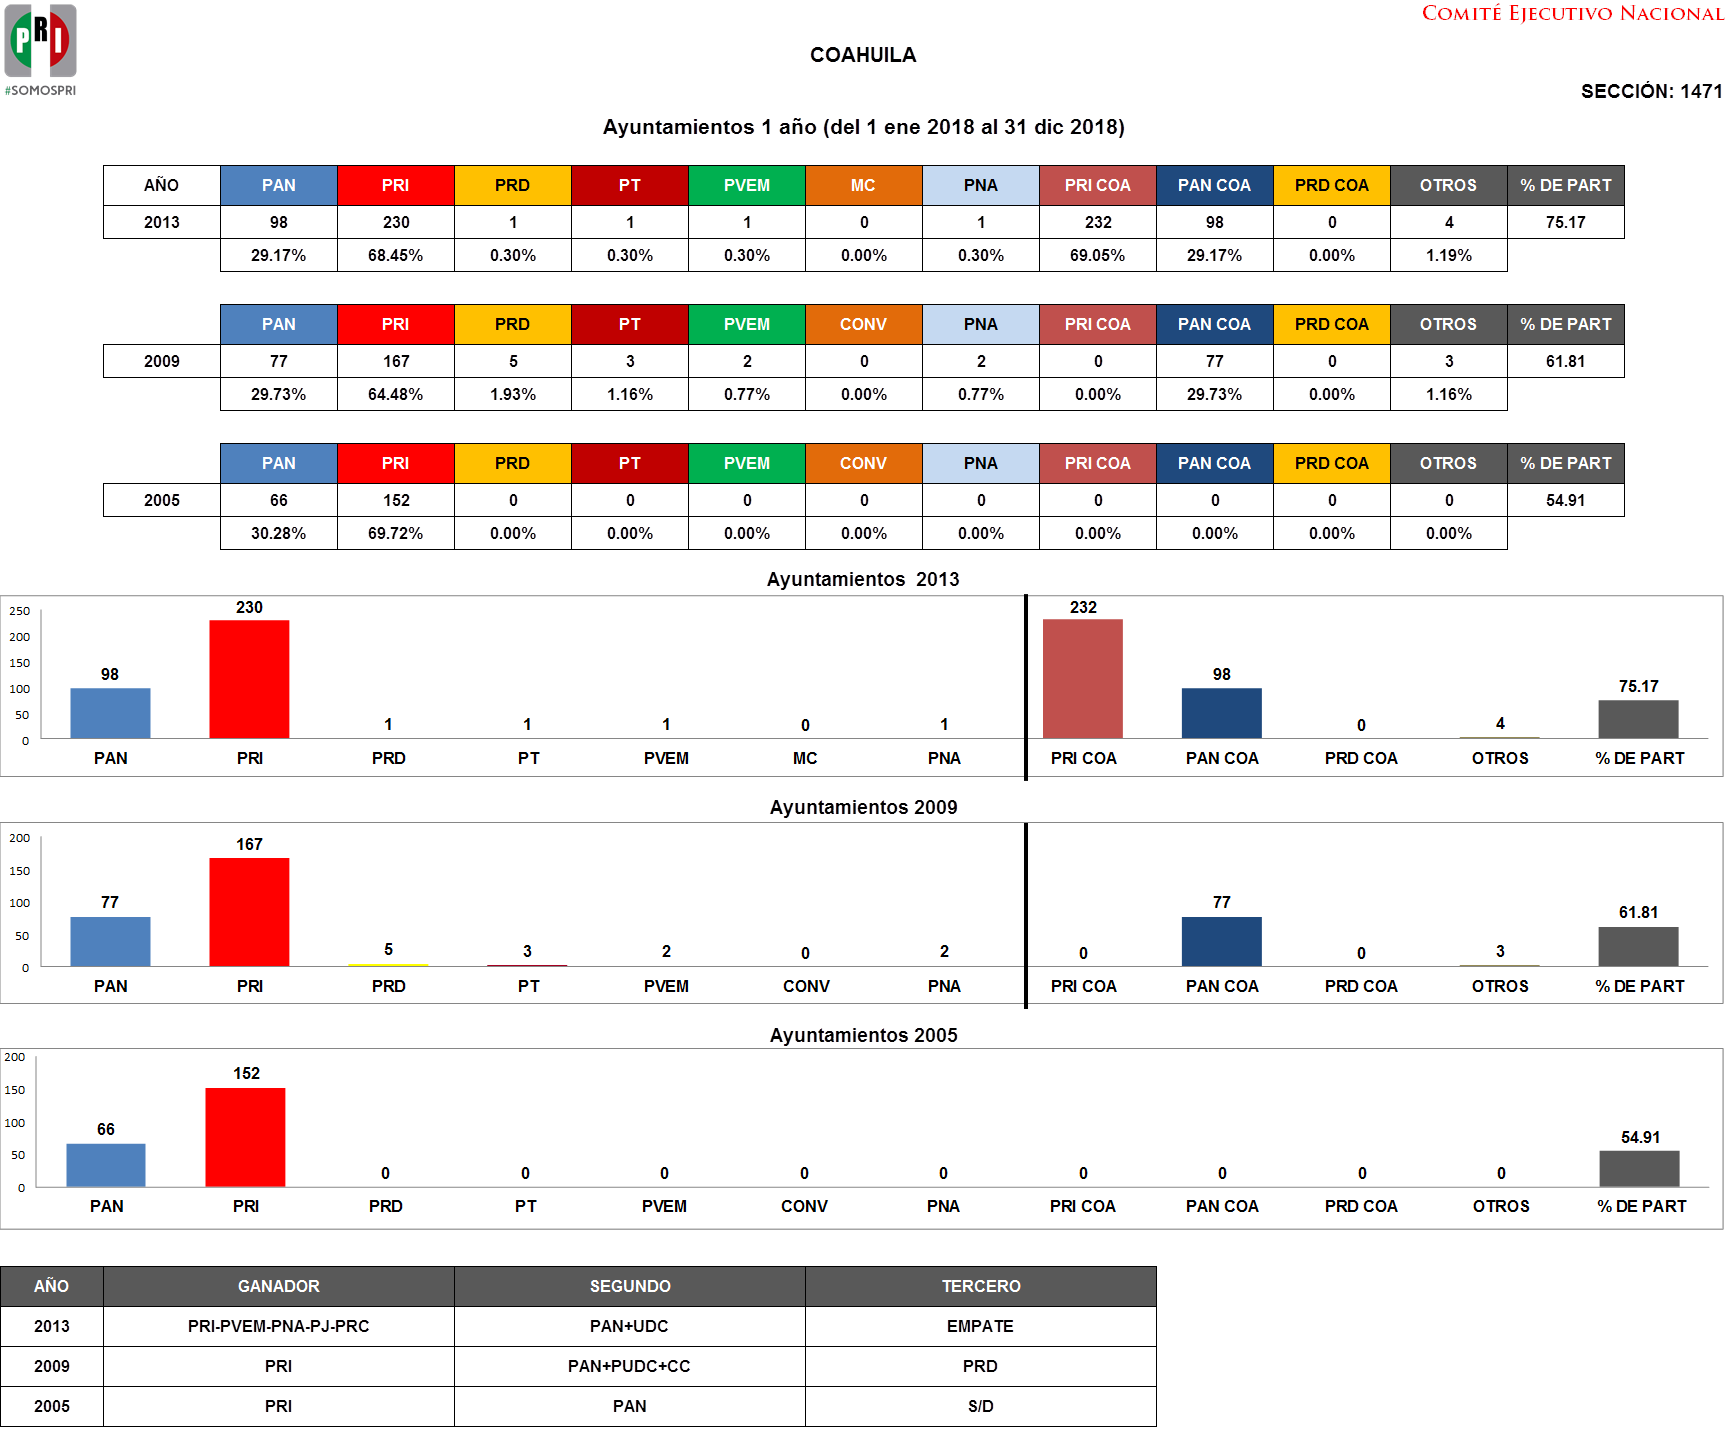 COMITÉ EJECUTIVO NACIONAL
PRI
#SOMOSPRI
COAHUILA
SECCIÓN: 1471
Ayuntamientos 1 año (del 1 ene 2018 al 31 dic 2018)
AÑO PAN PRI PRD PT PVEM MC PNA PRI COA PAN COA PRD COA OTROS % DE PART
2013 98 230 1 1 1 0 1 232 98 0 4 75.17
29.17% 68.45% 0.30% 0.30% 0.30% 0.00% 0.30% 69.05% 29.17% 0.00% 1.19%
PAN PRI PRD PT PVEM CONV PNA PRI COA PAN COA PRD COA OTROS % DE PART
2009 77 167 5 3 2 0 2 0 77 0 3 61.81
29.73% 64.48% 1.93% 1.16% 0.77% 0.00% 0.77% 0.00% 29.73% 0.00% 1.16%
PAN PRI PRD PT PVEM CONV PNA PRI COA PAN COA PRD COA OTROS % DE PART
2005 66 152 0 0 0 0 0 0 0 0 0 54.91
30.28% 69.72% 0.00% 0.00% 0.00% 0.00% 0.00% 0.00% 0.00% 0.00% 0.00%
Ayuntamientos 2013
250
200
150
100
50
0
98 230 1 1 1 0 1 232 98 0 4 75.17
PAN PRI PRD PT PVEM MC PNA PRI COA PAN COA PRD COA OTROS % DE PART
Ayuntamientos 2009
200
150
100
50
0
77 167 5 3 2 0 2 0 77 0 3 61.81
PAN PRI PRD PT PVEM CONV PNA PRI COA PAN COA PRD COA OTROS % DE PART
Ayuntamientos 2005
200
150
100
50
0
66 152 0 0 0 0 0 0 0 0 0 54.91
PAN PRI PRD PT PVEM CONV PNA PRI COA PAN COA PRD COA OTROS % DE PART
AÑO GANADOR SEGUNDO TERCERO
2013 PRI-PVEM-PNA-PJ-PRC PAN+UDC EMPATE
2009 PRI PAN+PUDC+CC PRD
2005 PRI PAN S/D